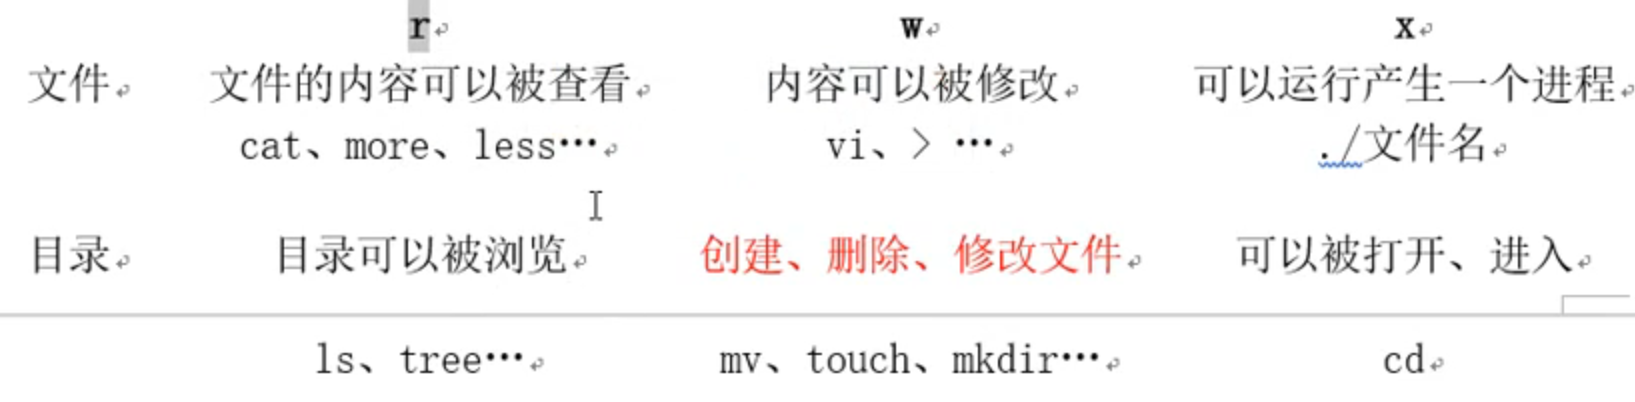 r w x
文件 文件的内容可以被查看 内容可以被修改 可以运行产生一个进程
cat、more、less… vi、> … ./文件名
目录 目录可以被浏览 创建、删除、修改文件 可以被打开、进入
ls、tree… mv、touch、mkdir… cd